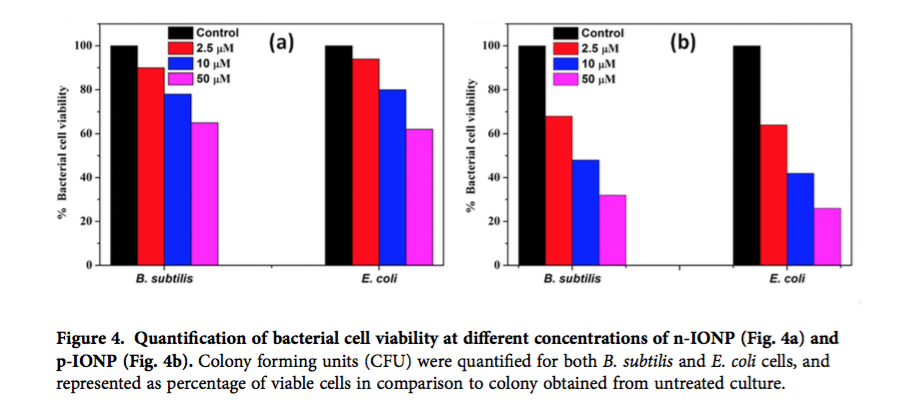 (a)
Control
2.5 μM
10 μM
50 μM
% Bacterial cell viability
100
80
60
40
20
0
B. subtilis
E. coli
(b)
Control
2.5 μM
10 μM
50 μM
% Bacterial cell viability
100
80
60
40
20
0
B. subtilis
E. coli
Figure 4. Quantification of bacterial cell viability at different concentrations of n-IONP (Fig. 4a) and
p-IONP (Fig. 4b). Colony forming units (CFU) were quantified for both B. subtilis and E. coli cells, and
represented as percentage of viable cells in comparison to colony obtained from untreated culture.